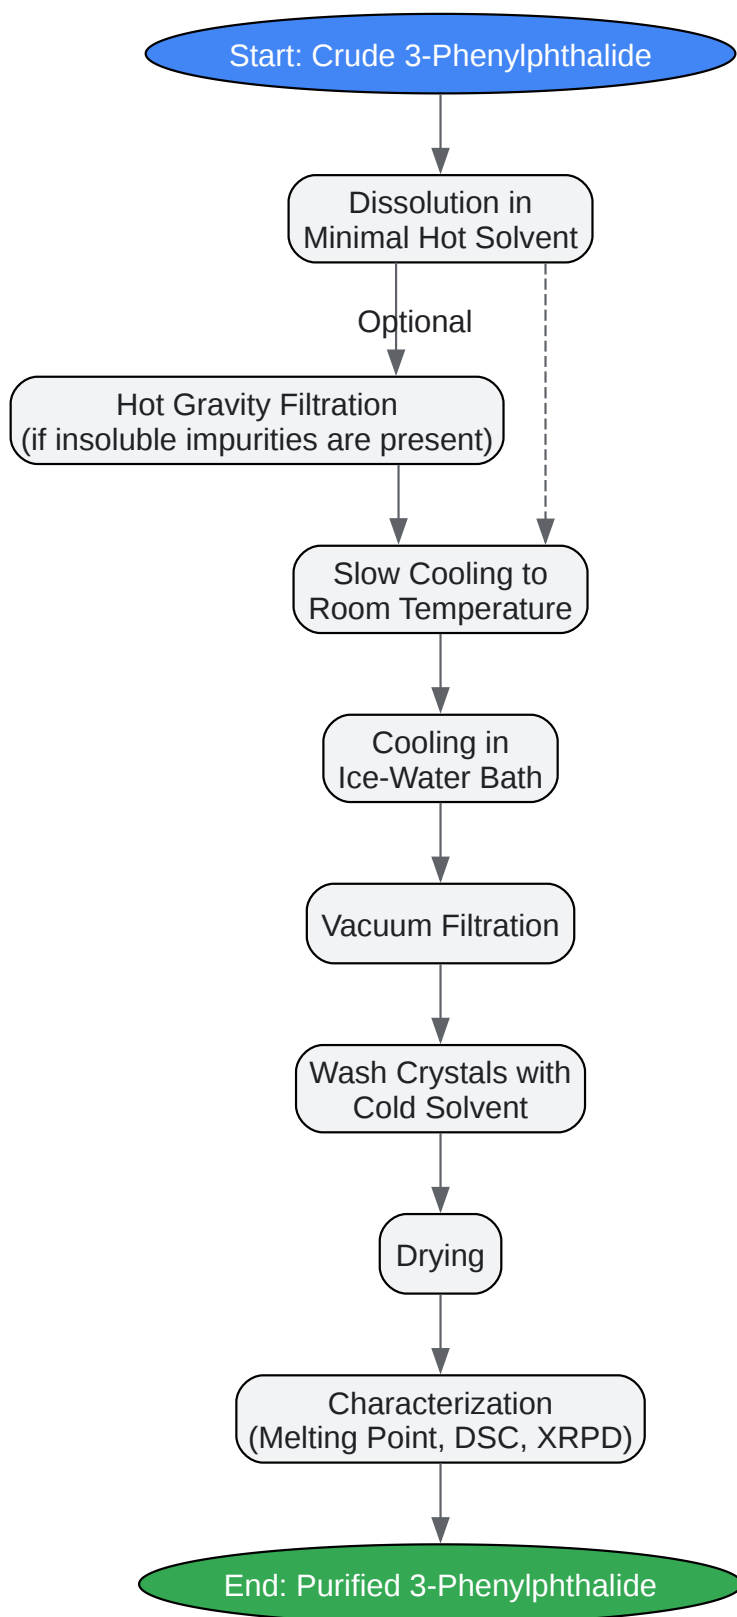 Start: Crude 3-Phenylphthalide
Dissolution in
Minimal Hot Solvent
Optional
Hot Gravity Filtration
(if insoluble impurities are present)
Slow Cooling to
Room Temperature
Cooling in
Ice-Water Bath
Vacuum Filtration
Wash Crystals with
Cold Solvent
Drying
Characterization
(Melting Point, DSC, XRPD)
End: Purified 3-Phenylphthalide